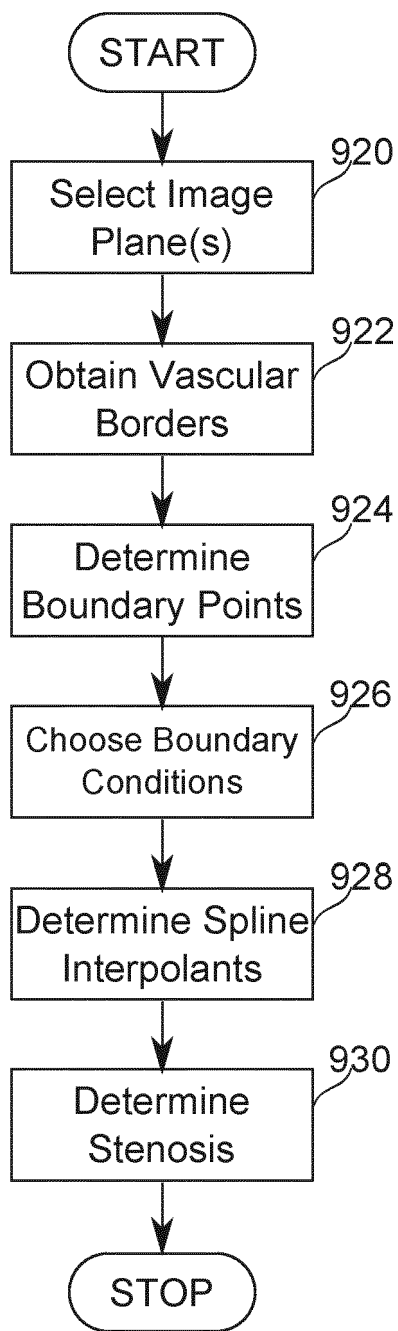 START
920
Select Image
Plane(s)
922
Obtain Vascular
Borders
924
Determine
Boundary Points
926
Choose Boundary
Conditions
928
Determine Spline
Interpolants
930
Determine
Stenosis
STOP